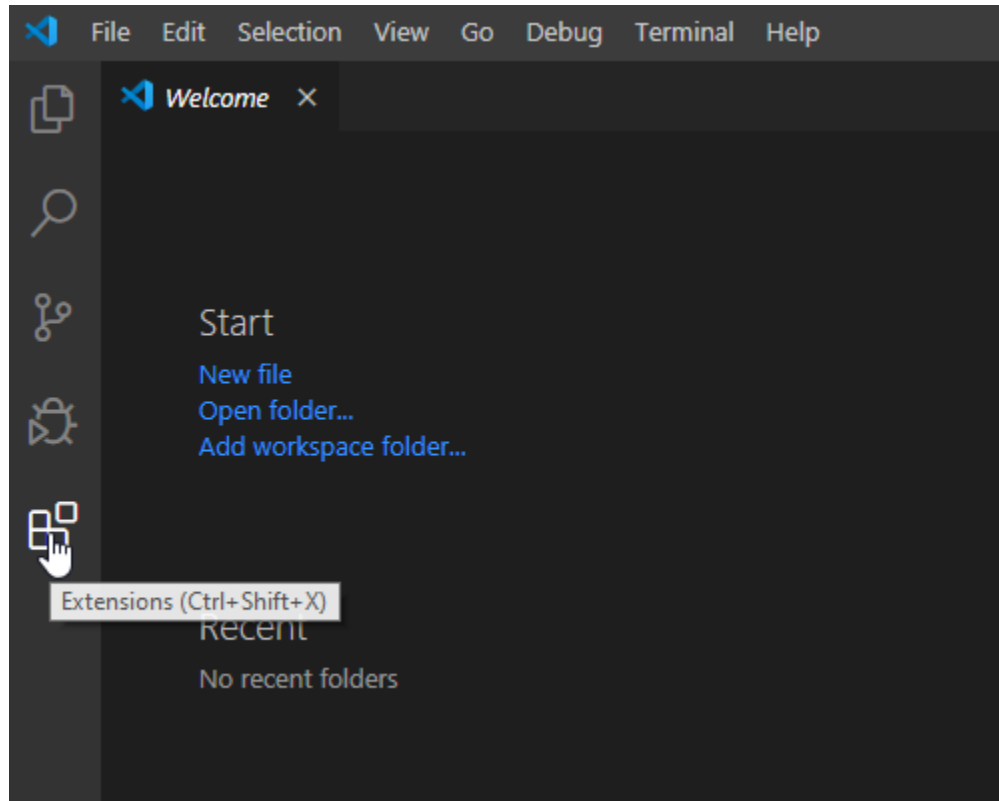 File Edit Selection View Go Debug Terminal Help
Welcome
Start
New file
Open folder...
Add workspace folder...
Extensions (Ctrl+Shift+X)
Recent
No recent folders